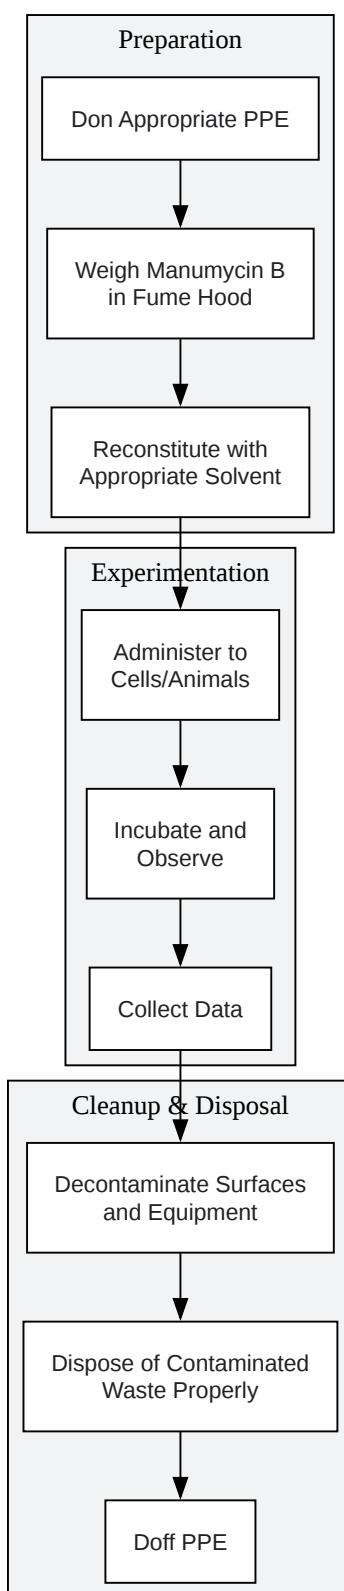 Preparation
Don Appropriate PPE
Weigh Manumycin B
in Fume Hood
Reconstitute with
Appropriate Solvent
Experimentation
Administer to
Cells/Animals
Incubate and
Observe
Collect Data
Cleanup & Disposal
Decontaminate Surfaces
and Equipment
Dispose of Contaminated
Waste Properly
Doff PPE